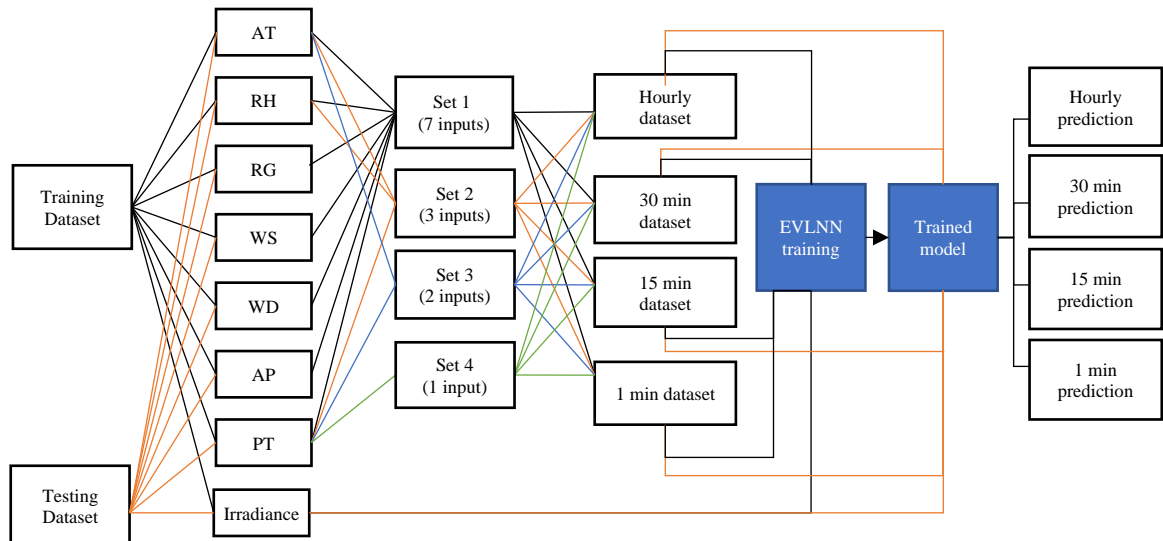 Training
Dataset
Testing
Dataset
AT
RH
RG
WS
WD
AP
PT
Irradiance
Set 1
(7 inputs)
Set 2
(3 inputs)
Set 3
(2 inputs)
Set 4
(1 input)
Hourly
dataset
30 min
dataset
15 min
dataset
1 min dataset
EVLNN
training
Trained
model
Hourly
prediction
30 min
prediction
15 min
prediction
1 min
prediction